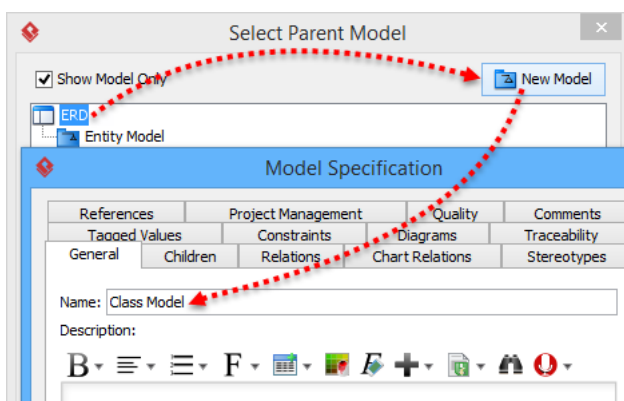 Select Parent Model
Show Model Only
New Model
ERD
Entity Model
Model Specification
References Project Management Quality Comments
Tagged Values Constraints Diagrams Traceability
General Children Relations Chart Relations Stereotypes
Name: Class Model
Description:
B F F